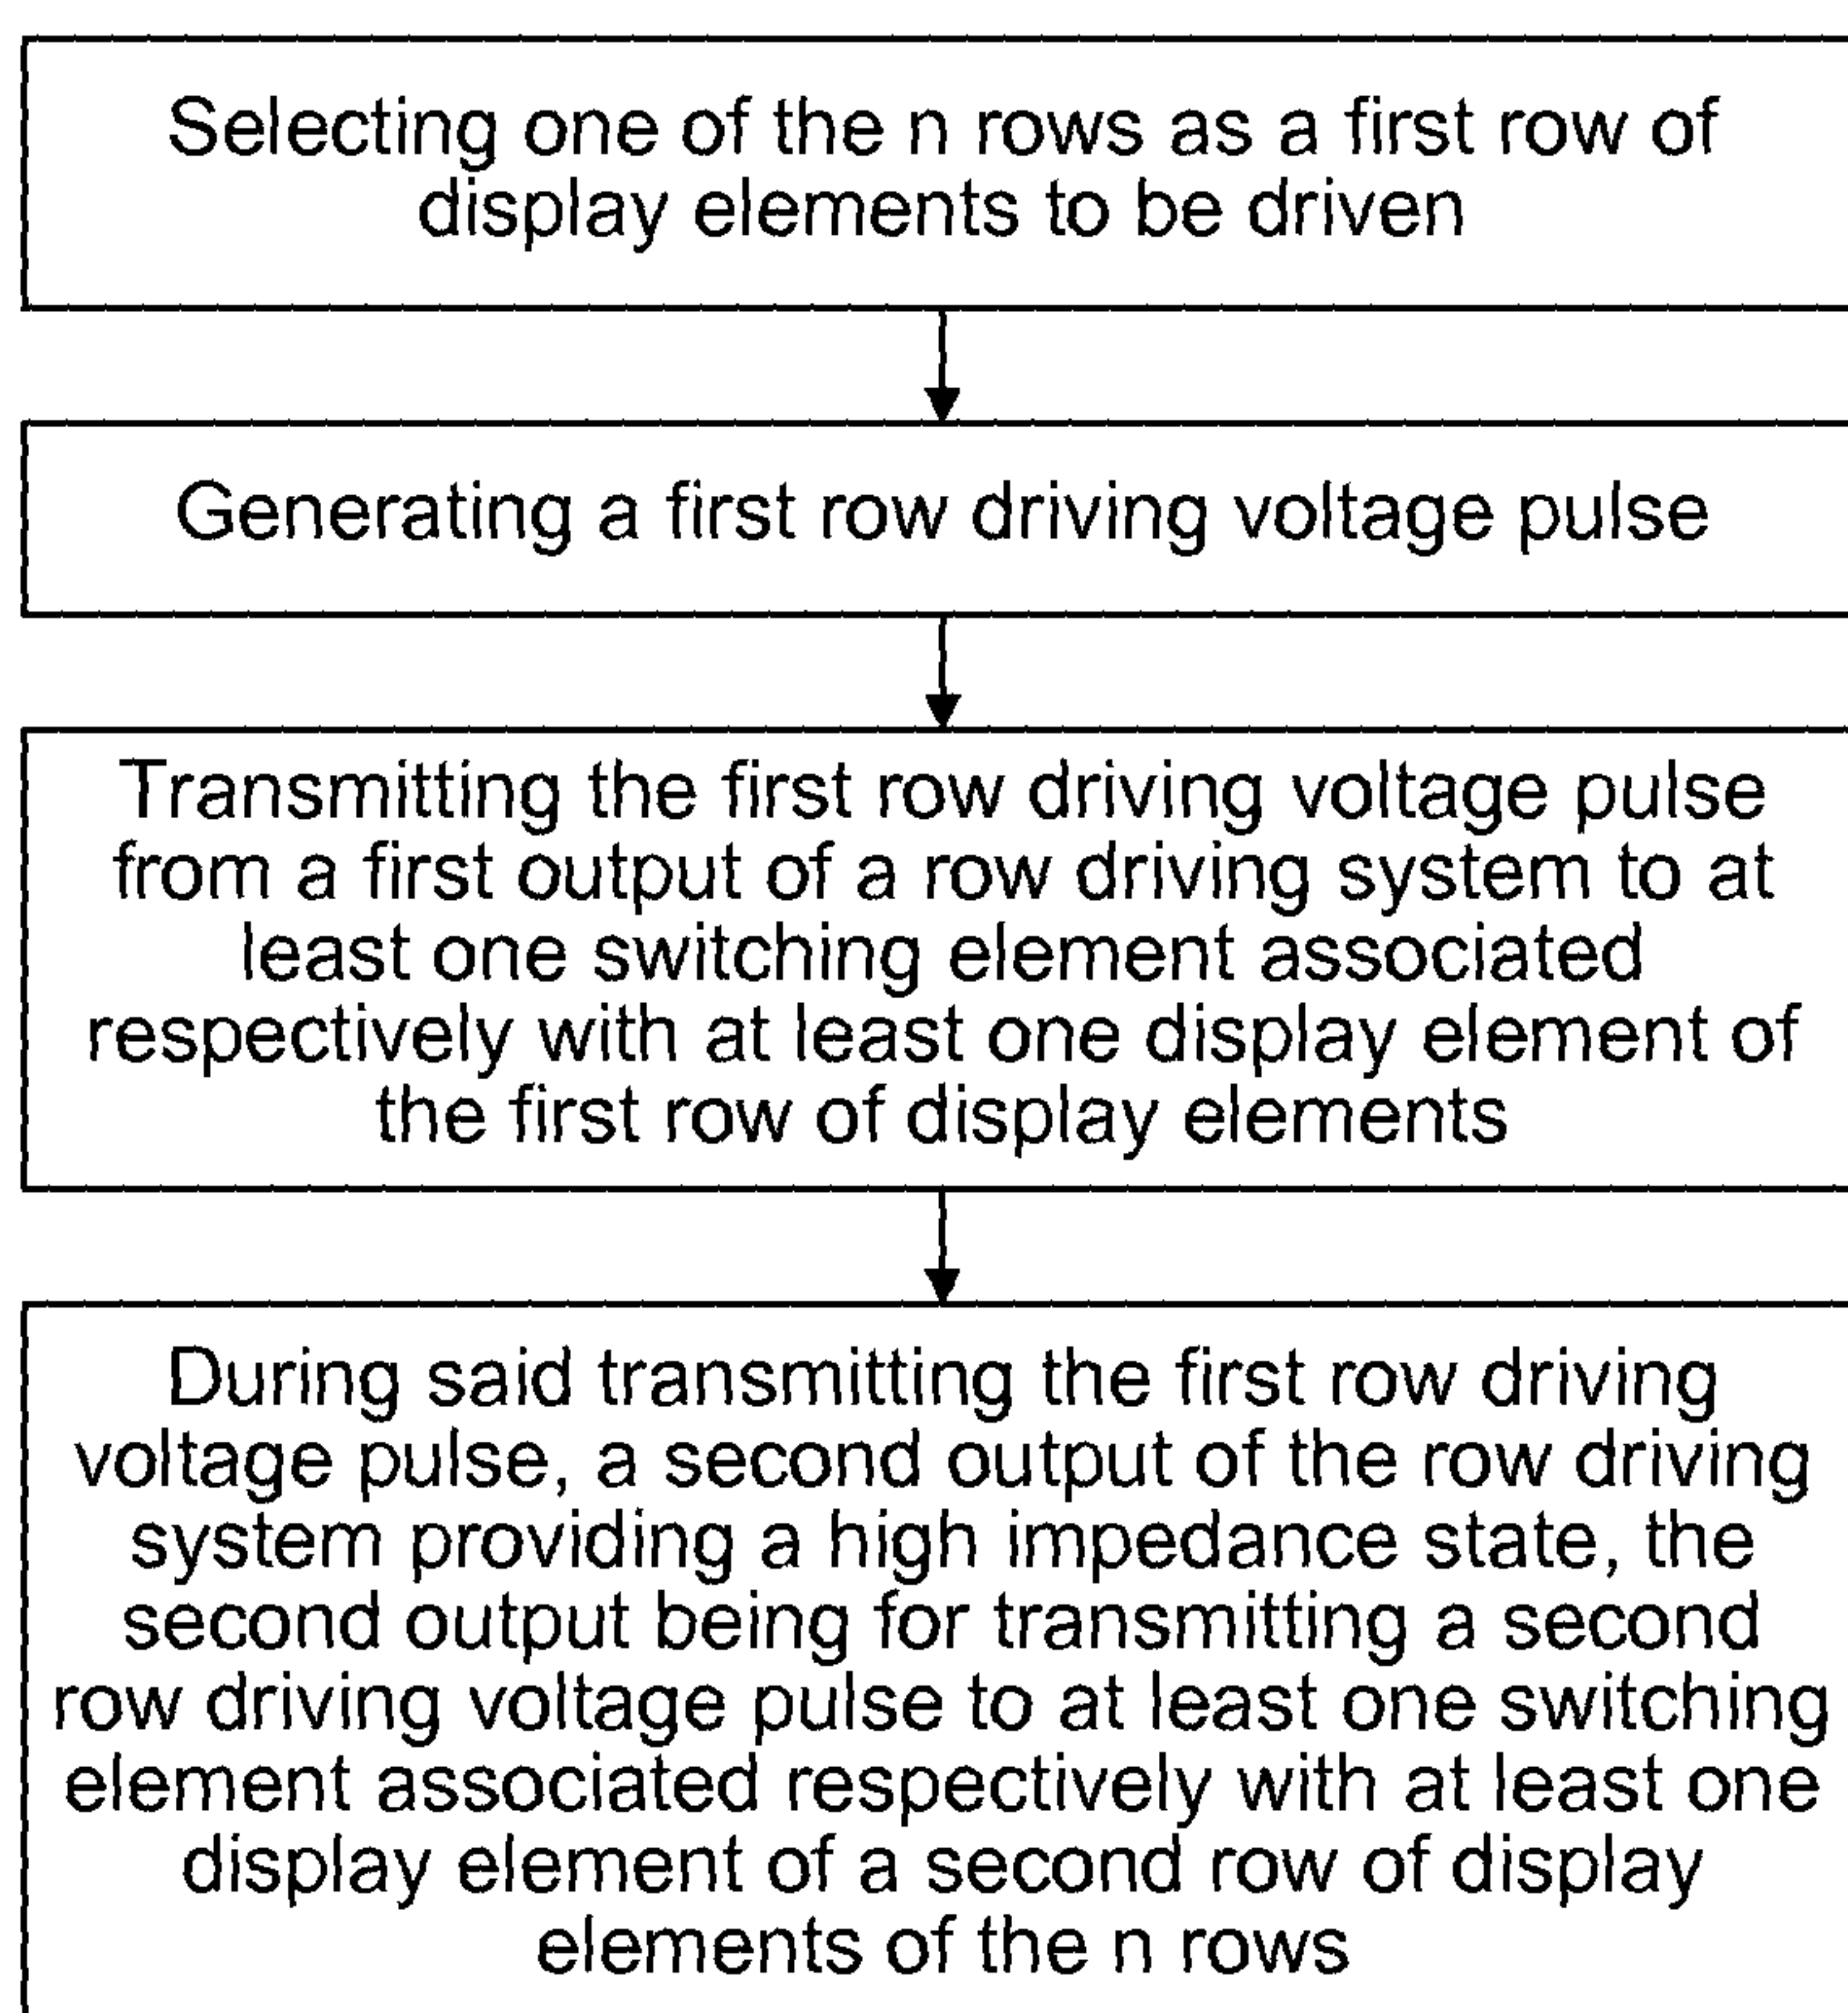 Selecting one of the n rows as a first row of
display elements to be driven
Generating a first row driving voltage pulse
Transmitting the first row driving voltage pulse
from a first output of a row driving system to at
least one switching element associated
respectively with at least one display element of
the first row of display elements
During said transmitting the first row driving
voltage pulse, a second output of the row driving
system providing a high impedance state, the
second output being for transmitting a second
row driving voltage pulse to at least one switching
element associated respectively with at least one
display element of a second row of display
elements of the n rows